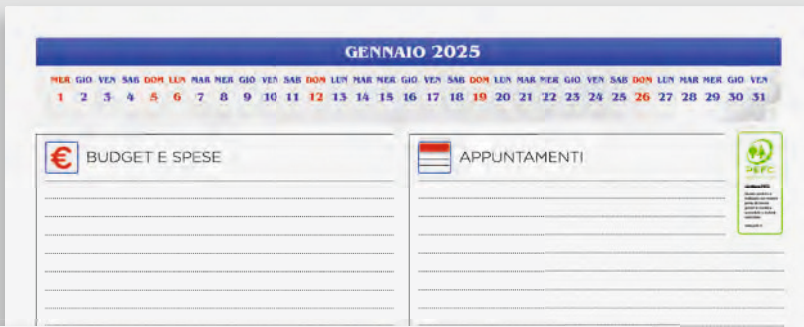 GENNAIO 2025
MER GIO VEN SAB DOM LUN MAR MER GIO VEN SAB DOM LUN MAR MER GIO VEN SAB DOM LUN MAR MER GIO VEN SAB DOM LUN MAR MER GIO VEN
1 2 3 4 5 6 7 8 9 10 11 12 13 14 15 16 17 18 19 20 21 22 23 24 25 26 27 28 29 30 31
€ BUDGET E SPESE
APPUNTAMENTI
PEFC